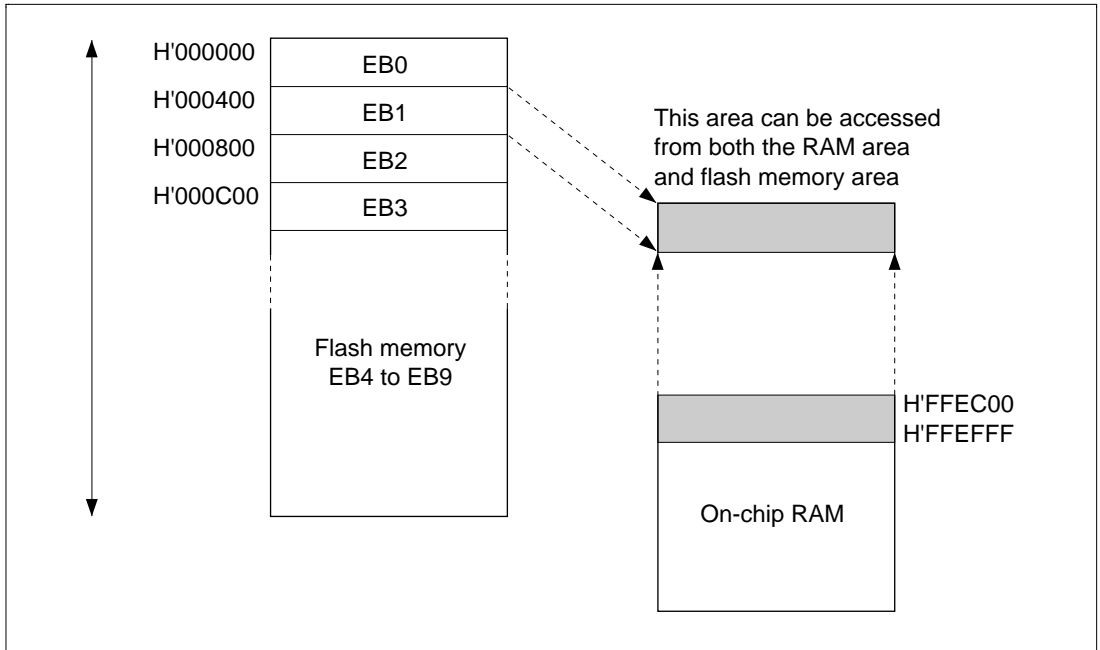 H'000000
EB0
H'000400
EB1
H'000800
EB2
H'000C00
EB3
Flash memory
EB4 to EB9
This area can be accessed
from both the RAM area
and flash memory area
H'FFEC00
H'FFEFFF
On-chip RAM